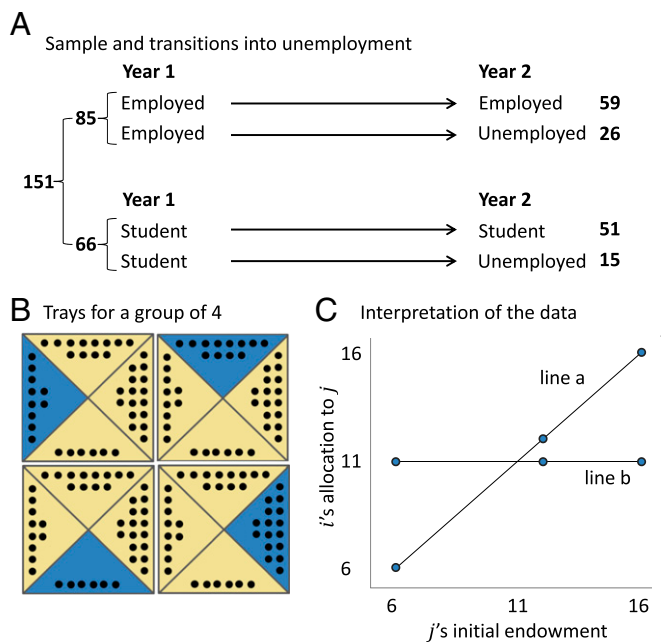 A
Sample and transitions into unemployment
Year 1 Year 2
Employed Employed 59
85
Employed Unemployed 26
151
Year 1 Year 2
Student Student 51
66
Student Unemployed 15
B Trays for a group of 4
C Interpretation of the data
16
line a
11
line b
6
i's allocation to j
6 11 16
j's initial endowment